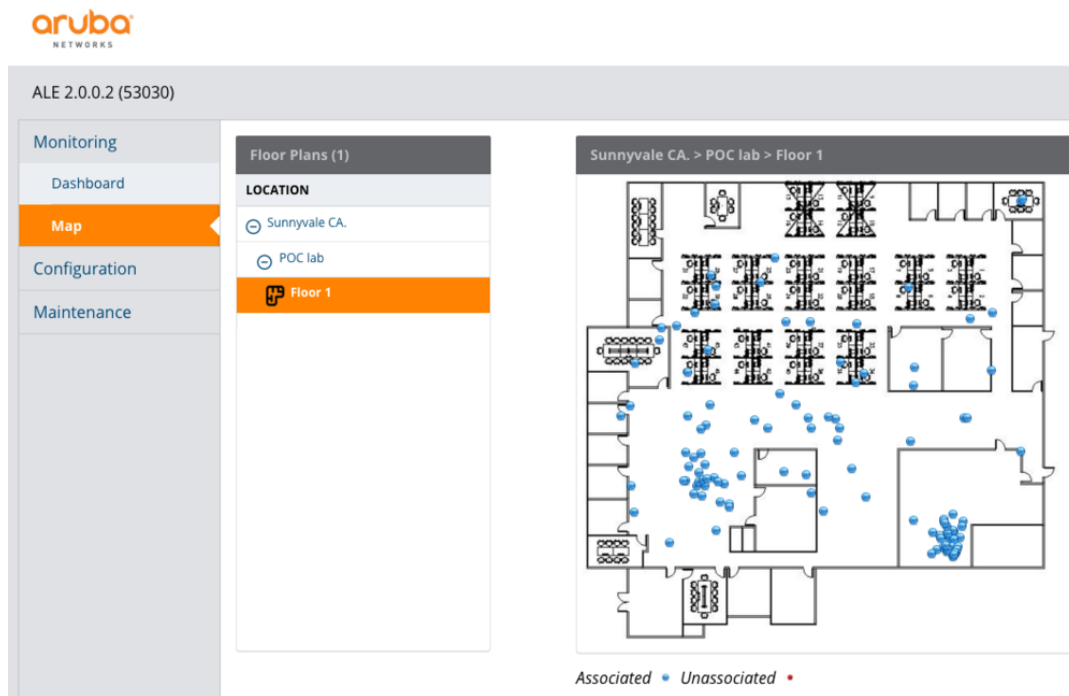 aruba
NETWORKS
ALE 2.0.0.2 (53030)
Monitoring
Dashboard
Map
Configuration
Maintenance
Floor Plans (1)
LOCATION
Sunnyvale CA.
POC lab
Floor 1
Sunnyvale CA. > POC lab > Floor 1
Associated Unassociated